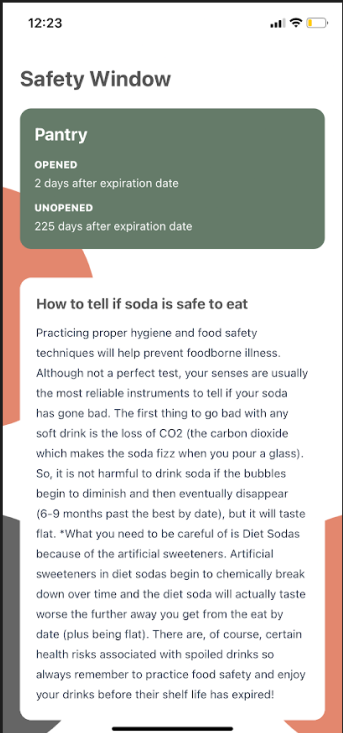 12:23
Safety Window
Pantry
OPENED
2 days after expiration date
UNOPENED
225 days after expiration date
How to tell if soda is safe to eat
Practicing proper hygiene and food safety
techniques will help prevent foodborne illness.
Although not a perfect test, your senses are usually
the most reliable instruments to tell if your soda
has gone bad. The first thing to go bad with any
soft drink is the loss of CO2 (the carbon dioxide
which makes the soda fizz when you pour a glass).
So, it is not harmful to drink soda if the bubbles
begin to diminish and then eventually disappear
(6-9 months past the best by date), but it will taste
flat. *What you need to be careful of is Diet Sodas
because of the artificial sweeteners. Artificial
sweeteners in diet sodas begin to chemically break
down over time and the diet soda will actually taste
worse the further away you get from the eat by
date (plus being flat). There are, of course, certain
health risks associated with spoiled drinks so
always remember to practice food safety and enjoy
your drinks before their shelf life has expired!